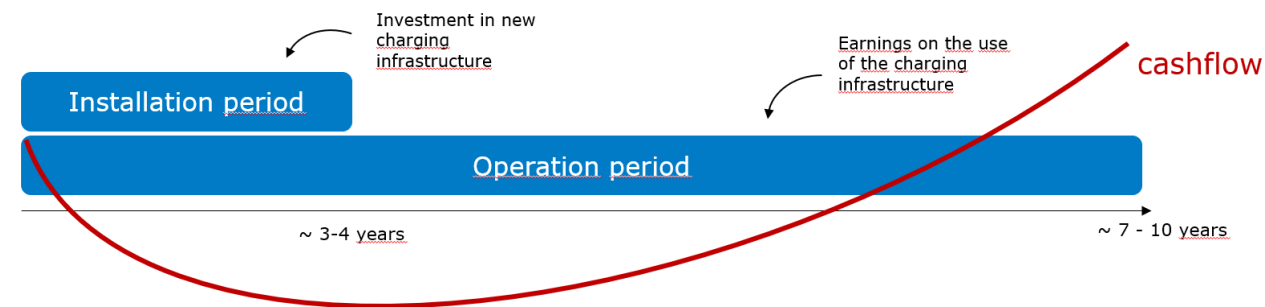 Investment in new
charging
infrastructure
Earnings on the use
of the charging
infrastructure
cashflow
Installation period
Operation period
~ 3-4 years
~ 7 - 10 years